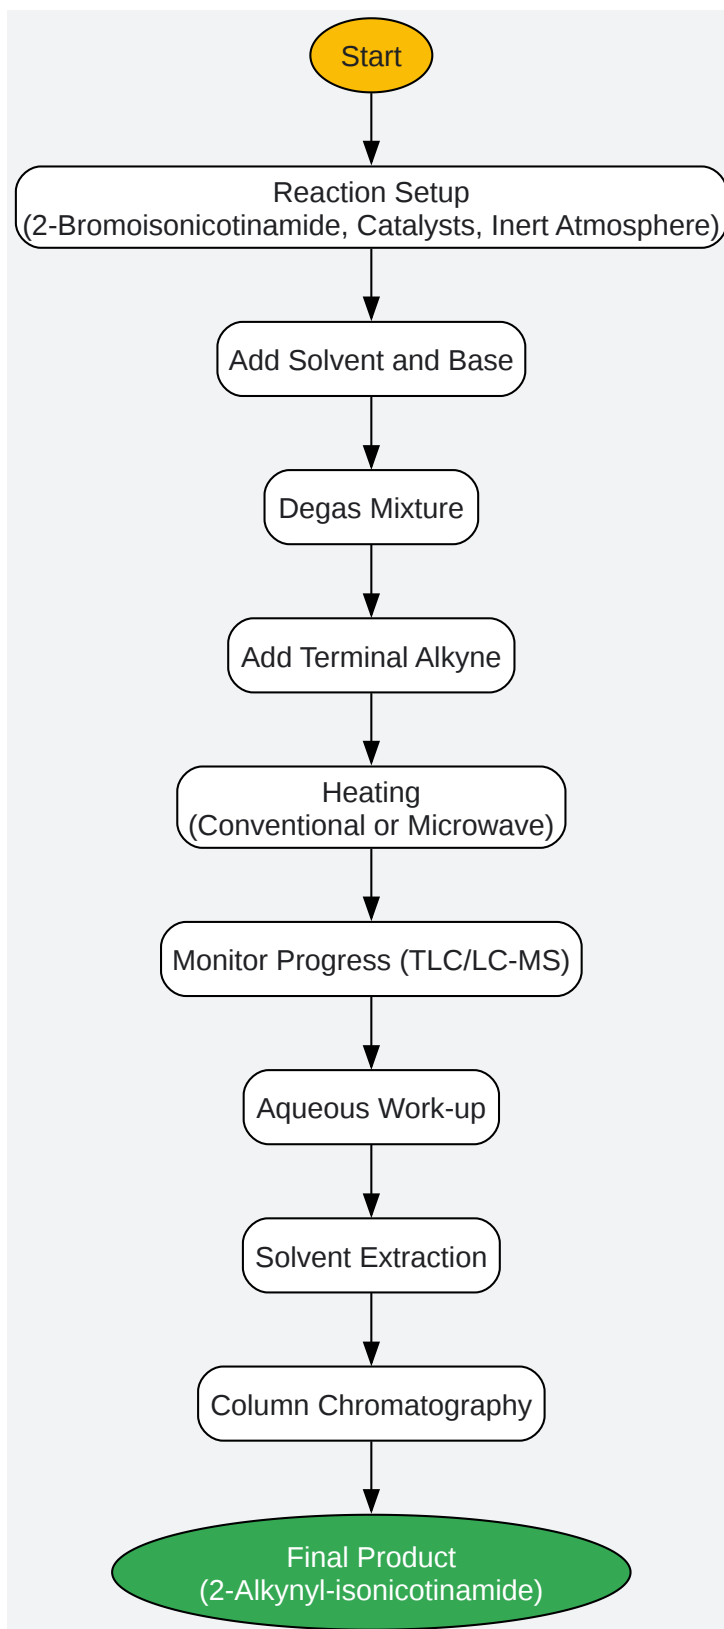 Start
Reaction Setup
(2-Bromoisonicotinamide, Catalysts, Inert Atmosphere)
Add Solvent and Base
Degas Mixture
Add Terminal Alkyne
Heating
(Conventional or Microwave)
Monitor Progress (TLC/LC-MS)
Aqueous Work-up
Solvent Extraction
Column Chromatography
Final Product
(2-Alkynyl-isonicotinamide)